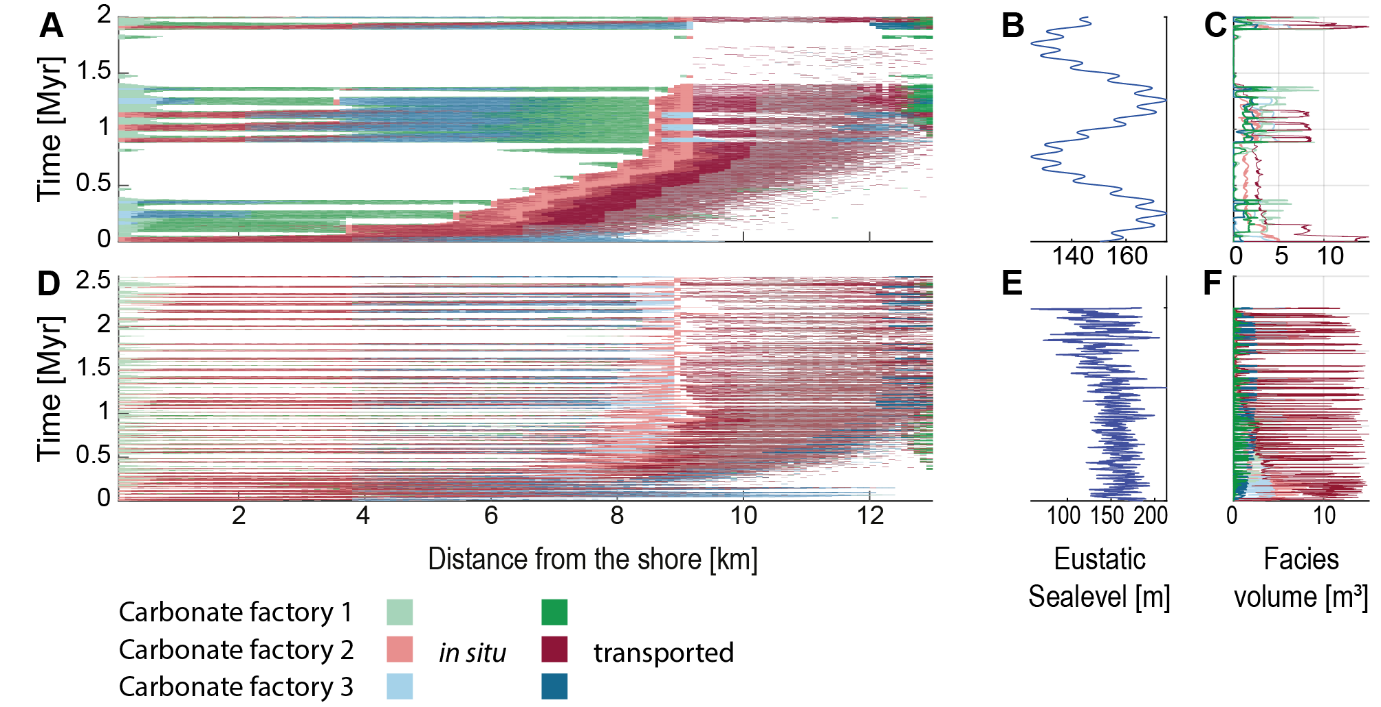 A
B
C
Time [Myr]
2
1.5
1
0.5
0
140 160
0 5 10
D
E
F
Time [Myr]
2.5
2
1.5
1
0.5
0
2 4 6 8 10 12
100 150 200
0 10
Distance from the shore [km]
Eustatic
Sealevel [m]
Facies
volume [m³]
Carbonate factory 1
Carbonate factory 2 in situ transported
Carbonate factory 3